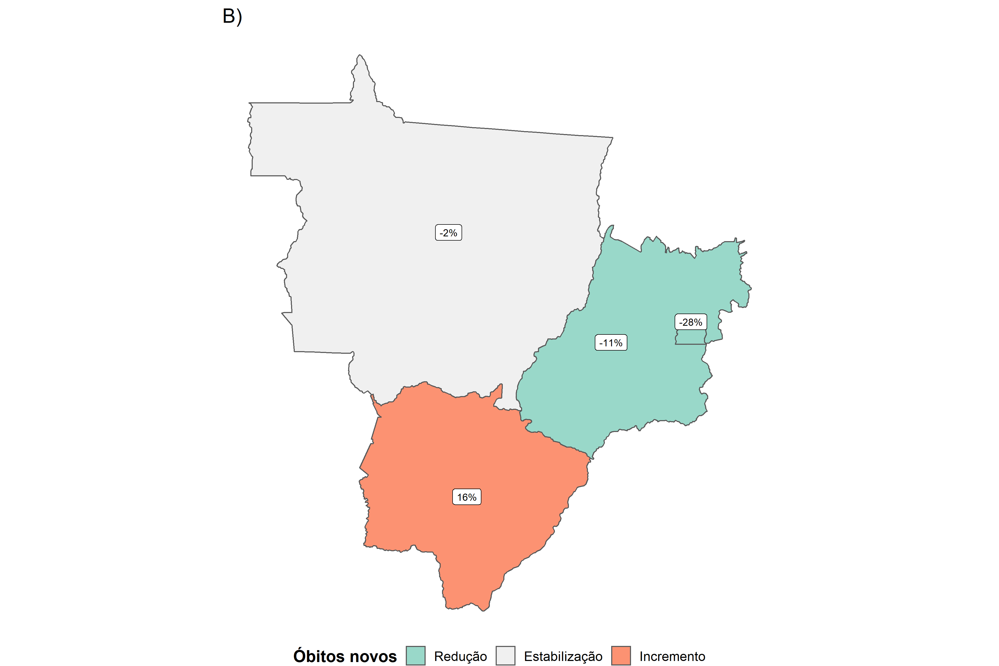 B)
-2%
-28%
-11%
16%
Óbitos novos Redução Estabilização Incremento